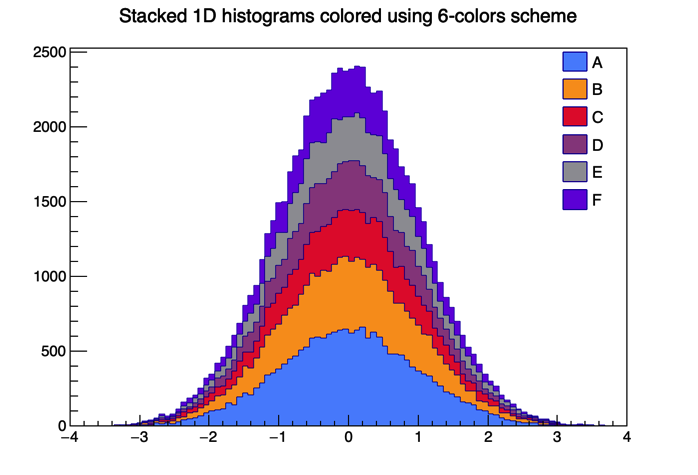 Stacked 1D histograms colored using 6-colors scheme
2500
2000
1500
1000
500
0
A
B
C
D
E
F
−4 −3 −2 −1 0 1 2 3 4